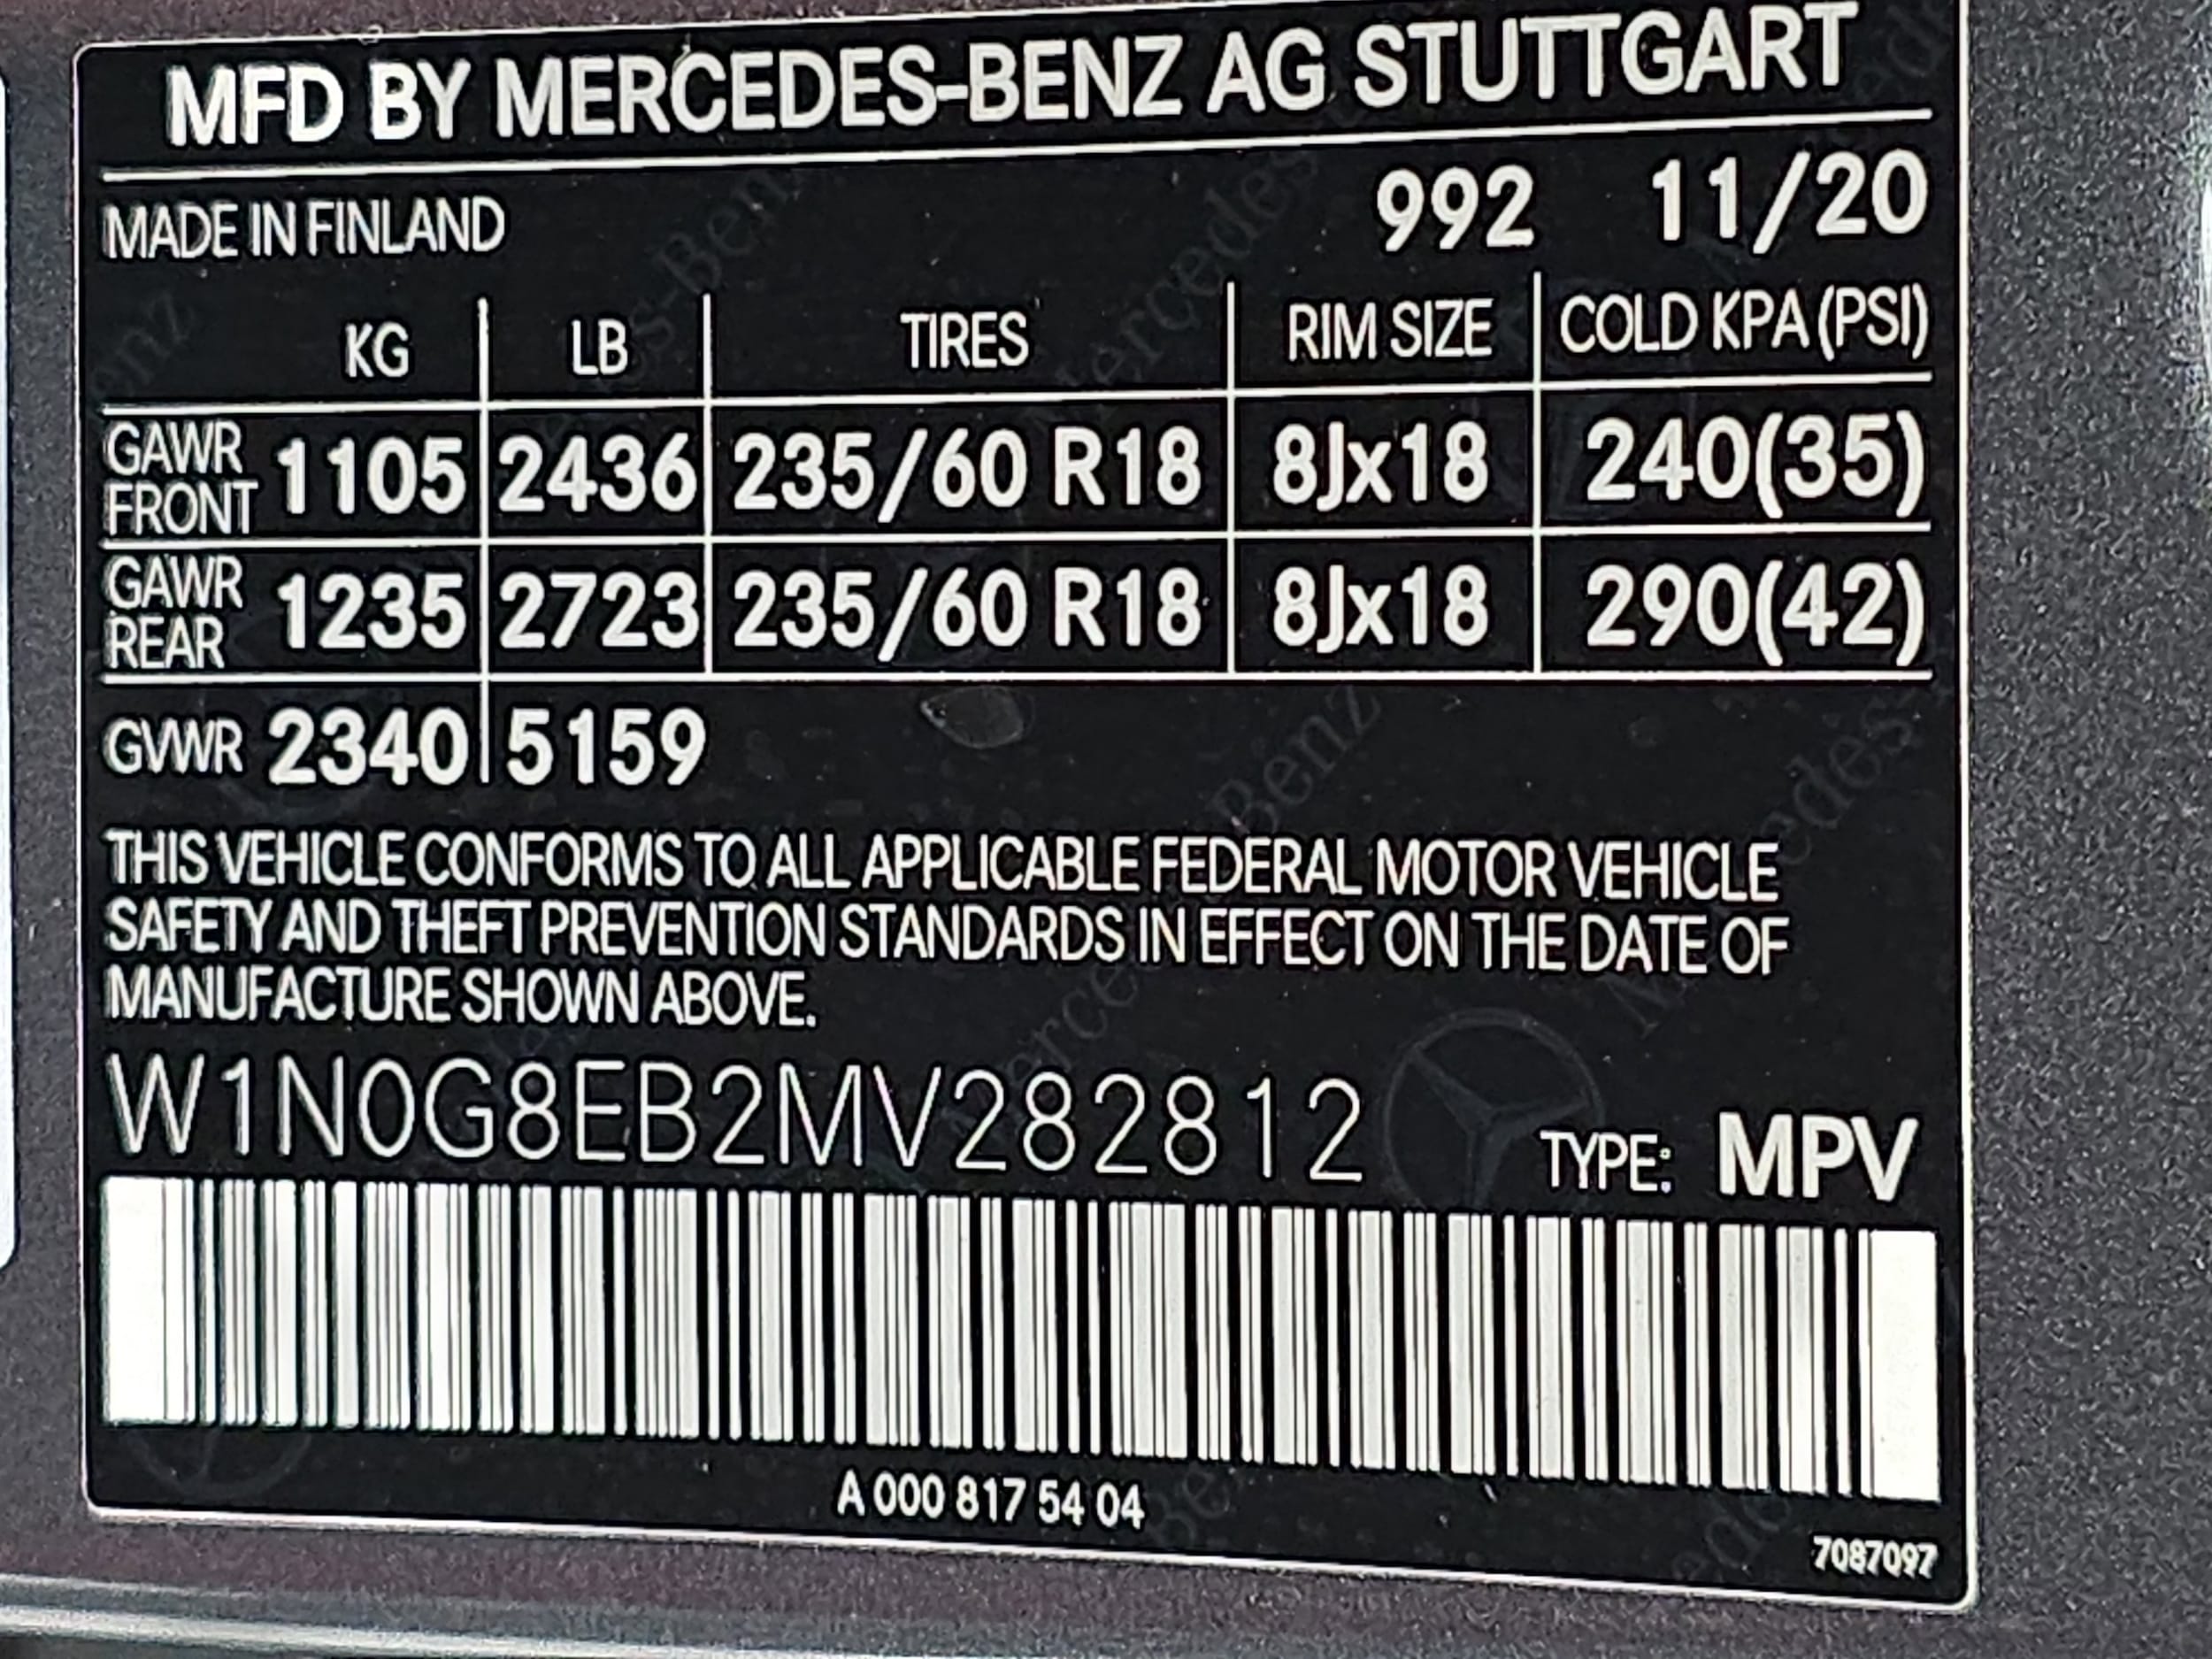 MFD BY MERCEDES-BENZ AG STUTTGART
MADE IN FINLAND 992 11/20
KG LB TIRES RIM SIZE COLD KPA (PSI)
GAWR FRONT 1105 2436 235/60 R18 8Jx18 240(35)
GAWR REAR 1235 2723 235/60 R18 8Jx18 290(42)
GVWR 2340 5159
THIS VEHICLE CONFORMS TO ALL APPLICABLE FEDERAL MOTOR VEHICLE
SAFETY AND THEFT PREVENTION STANDARDS IN EFFECT ON THE DATE OF
MANUFACTURE SHOWN ABOVE.
W1N0G8EB2MV282812 TYPE: MPV
A 000 817 54 04
7087097